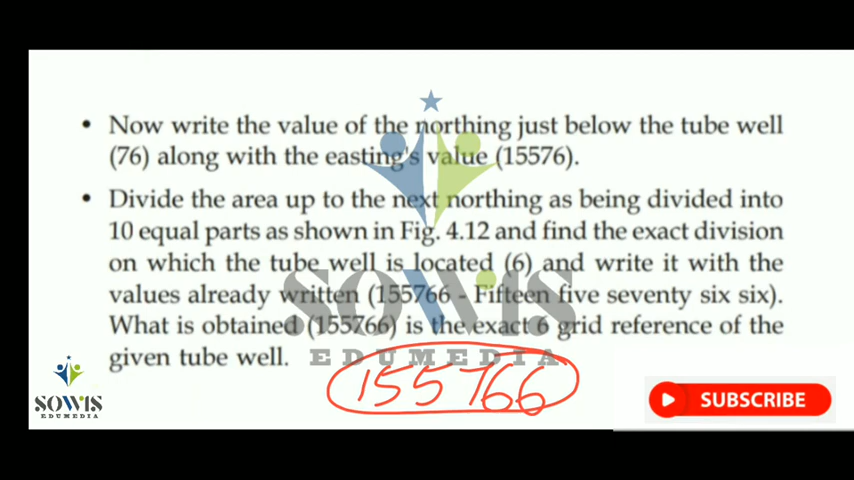 • Now write the value of the northing just below the tube well
(76) along with the easting's value (15576).
• Divide the area up to the next northing as being divided into
10 equal parts as shown in Fig. 4.12 and find the exact division
on which the tube well is located (6) and write it with the
values already written (155766 - Fifteen five seventy six six).
What is obtained (155766) is the exact 6 grid reference of the
given tube well.
SOWiS
EDUMEDIA
155766
SOWIS
EDUMEDIA
SUBSCRIBE